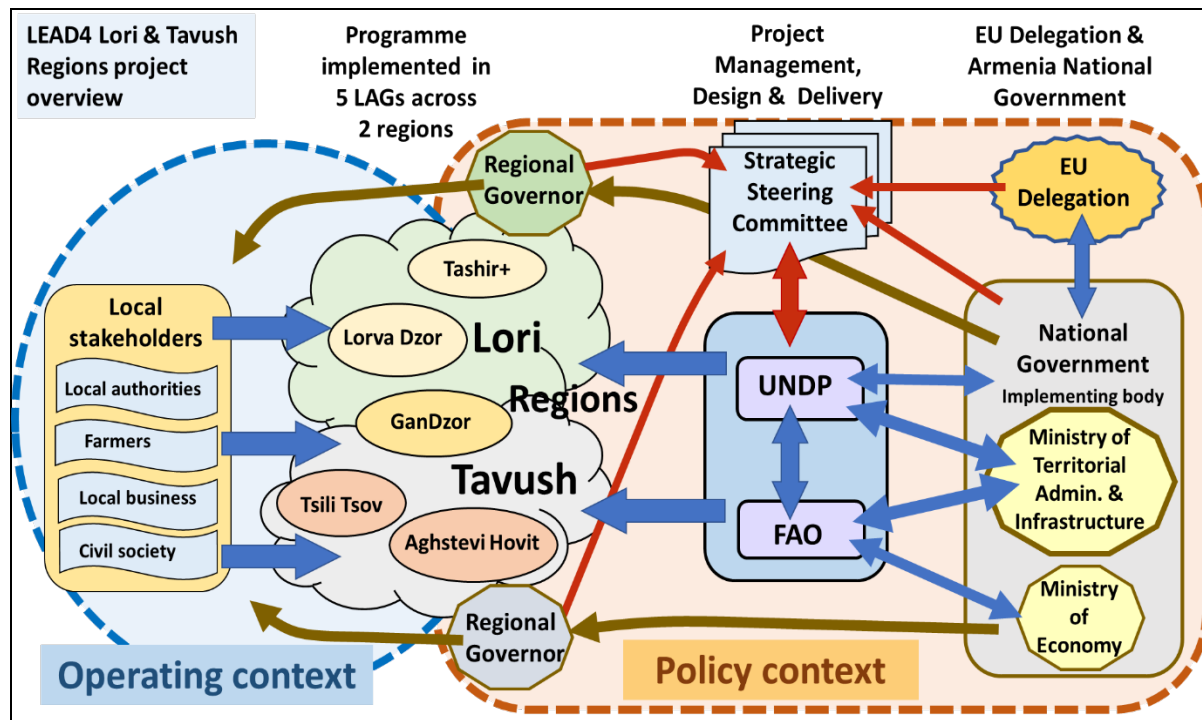 LEAD4 Lori & Tavush
Regions project
overview
Programme
implemented in
5 LAGs across
2 regions
Project
Management,
Design & Delivery
EU Delegation &
Armenia National
Government
Regional
Governor
Strategic
Steering
Committee
EU
Delegation
Tashir+
Lorva Dzor
Lori
Regions
GanDzor
Tavush
Tsili Tsov
Aghstevi Hovit
Local
stakeholders
Local authorities
Farmers
Local business
Civil society
UNDP
FAO
National
Government
Implementing body
Ministry of
Territorial
Admin. &
Infrastructure
Ministry
of
Economy
Regional
Governor
Operating context
Policy context